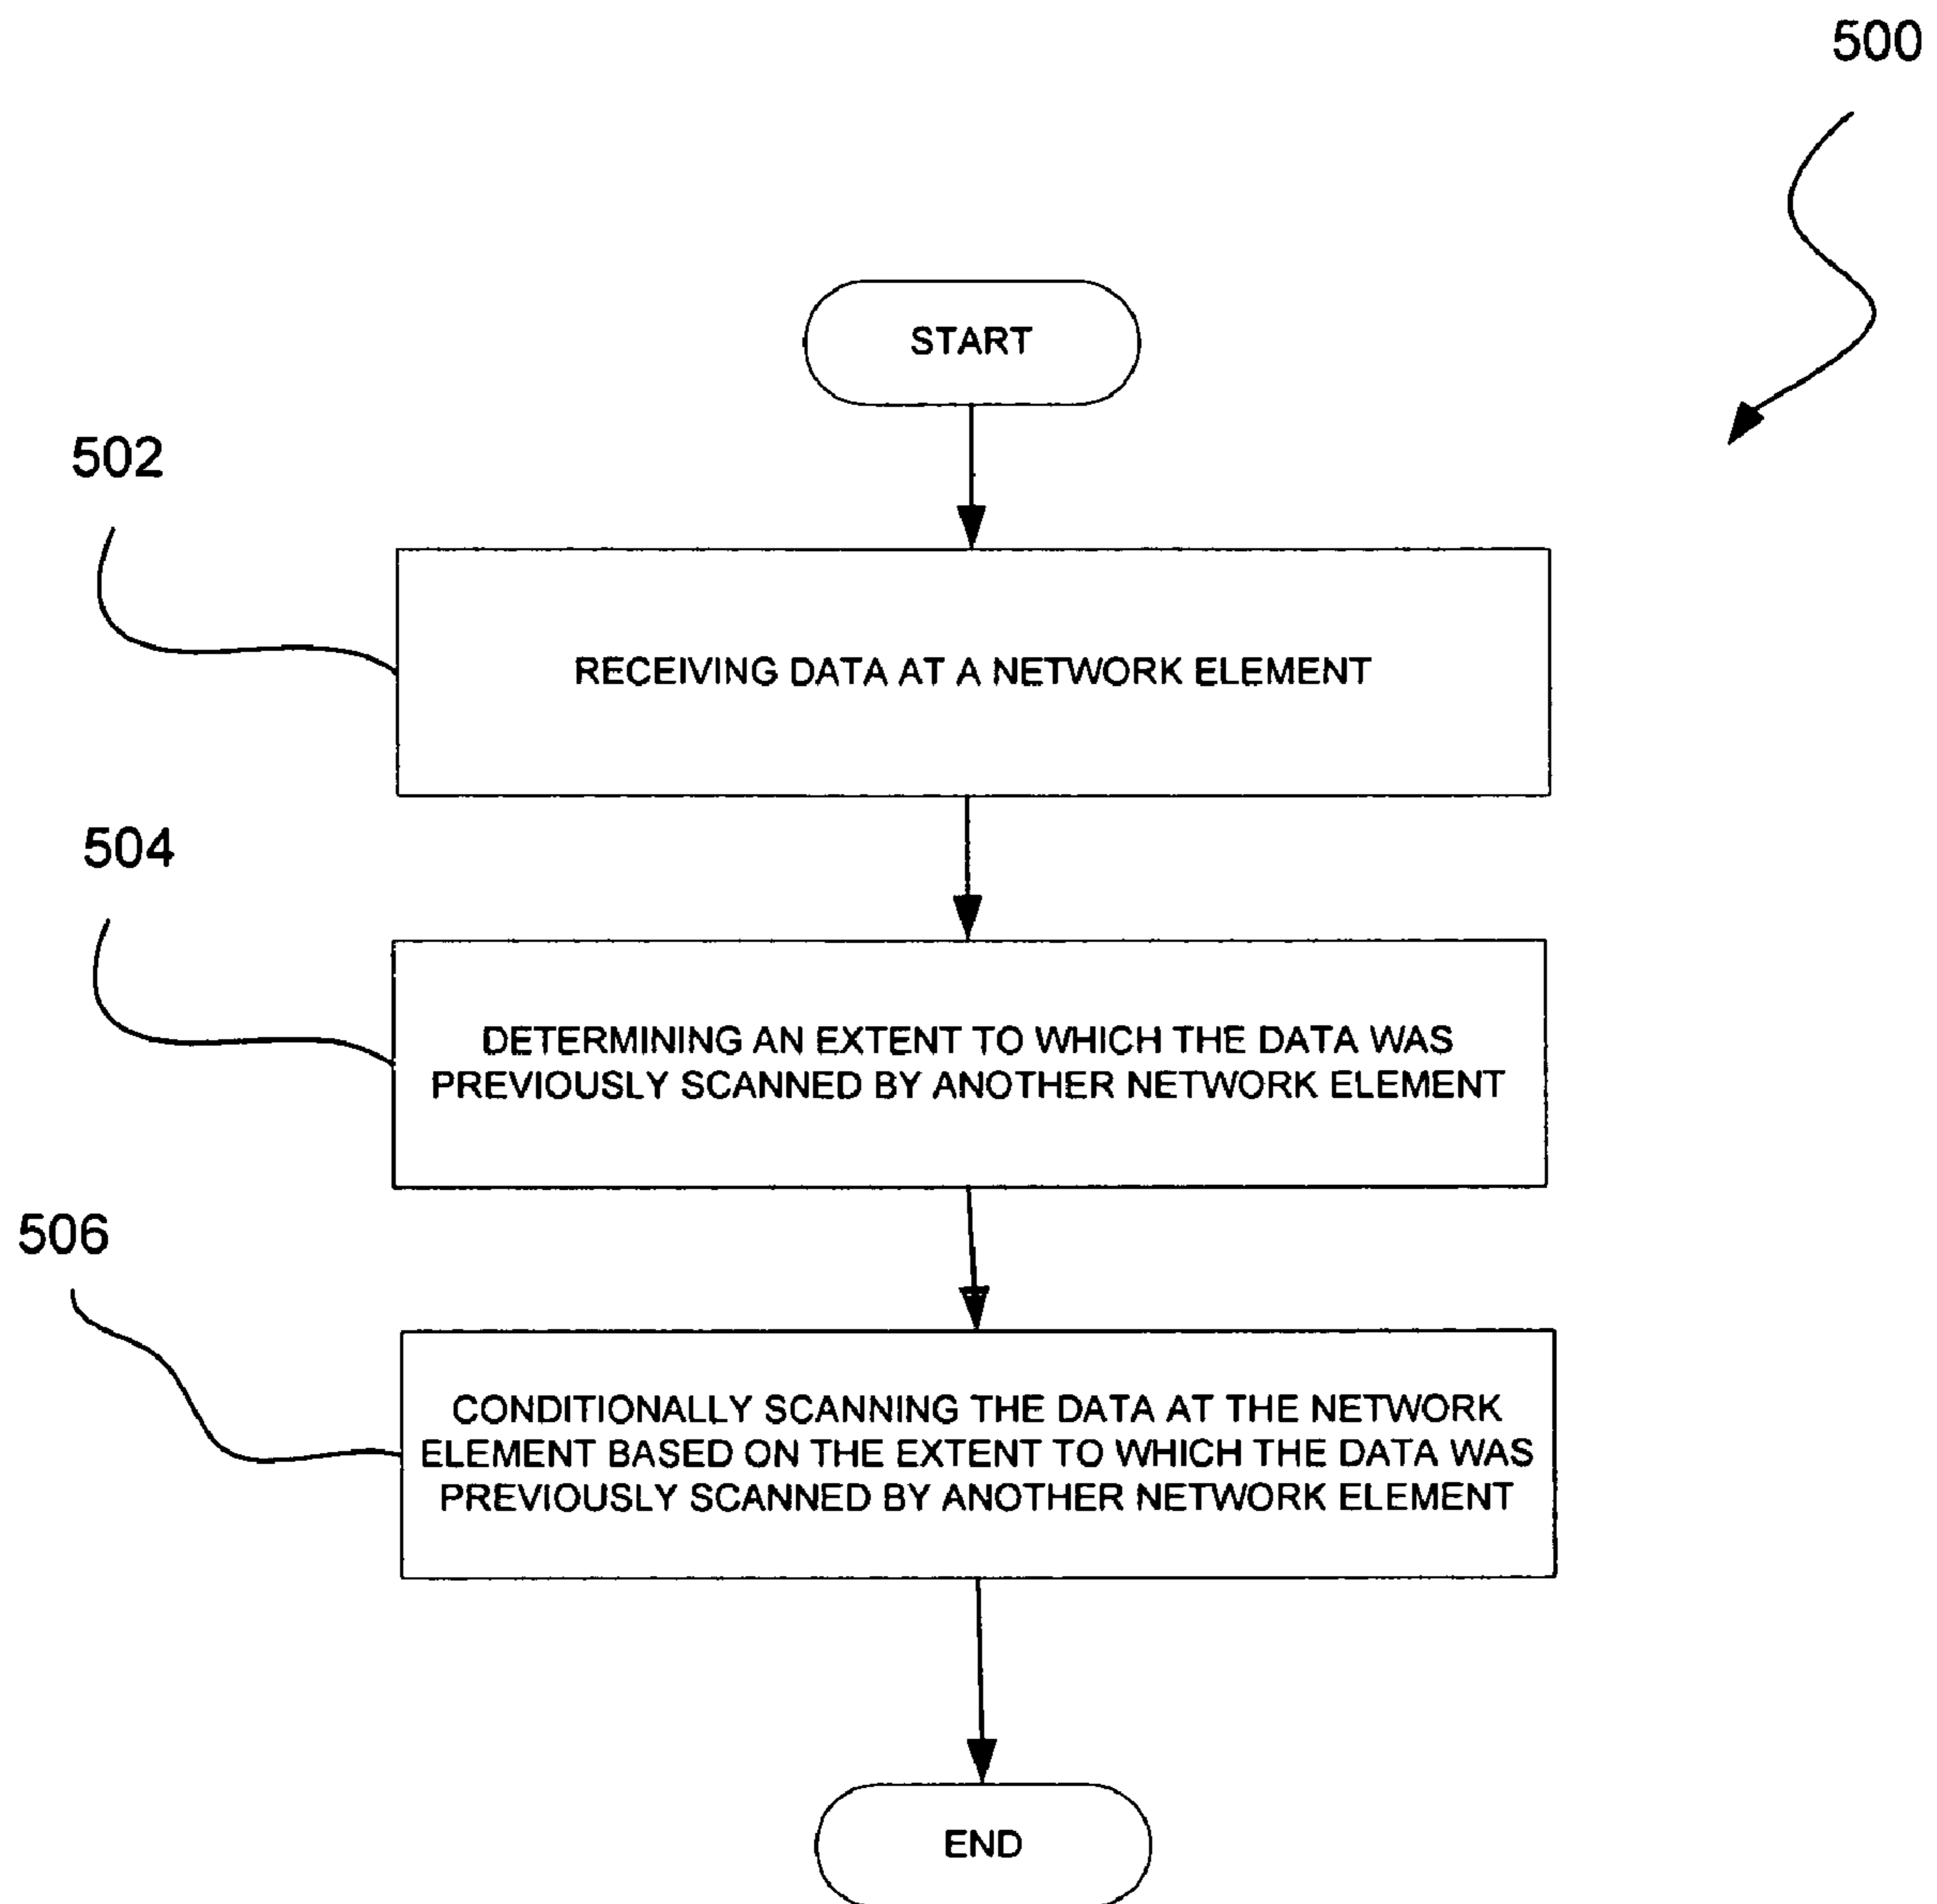 500
START
502
RECEIVING DATA AT A NETWORK ELEMENT
504
DETERMINING AN EXTENT TO WHICH THE DATA WAS
PREVIOUSLY SCANNED BY ANOTHER NETWORK ELEMENT
506
CONDITIONALLY SCANNING THE DATA AT THE NETWORK
ELEMENT BASED ON THE EXTENT TO WHICH THE DATA WAS
PREVIOUSLY SCANNED BY ANOTHER NETWORK ELEMENT
END